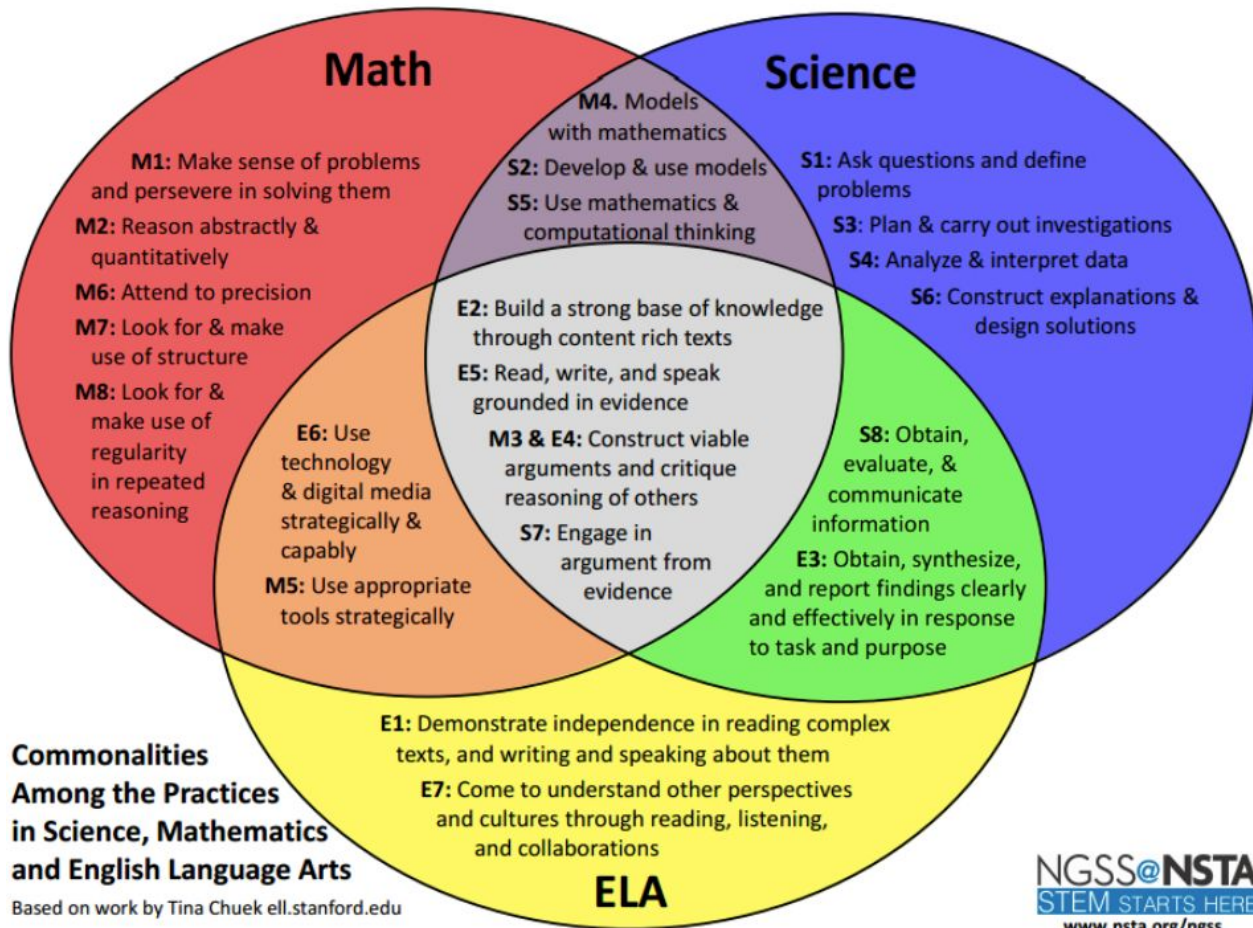 Math
Science
M4. Models
with mathematics
S2: Develop & use models
S5: Use mathematics &
computational thinking
M1: Make sense of problems
and persevere in solving them
M2: Reason abstractly &
quantitatively
M6: Attend to precision
M7: Look for & make
use of structure
M8: Look for &
make use of
regularity
in repeated
reasoning
S1: Ask questions and define
problems
S3: Plan & carry out investigations
S4: Analyze & interpret data
S6: Construct explanations &
design solutions
E2: Build a strong base of knowledge
through content rich texts
E5: Read, write, and speak
grounded in evidence
M3 & E4: Construct viable
arguments and critique
reasoning of others
S7: Engage in
argument from
evidence
E6: Use
technology
& digital media
strategically &
capably
M5: Use appropriate
tools strategically
S8: Obtain,
evaluate, &
communicate
information
E3: Obtain, synthesize,
and report findings clearly
and effectively in response
to task and purpose
E1: Demonstrate independence in reading complex
texts, and writing and speaking about them
E7: Come to understand other perspectives
and cultures through reading, listening,
and collaborations
ELA
Commonalities
Among the Practices
in Science, Mathematics
and English Language Arts
Based on work by Tina Chuek ell.stanford.edu
NGSS@NSTA
STEM STARTS HERE
www.nsta.org/ngss